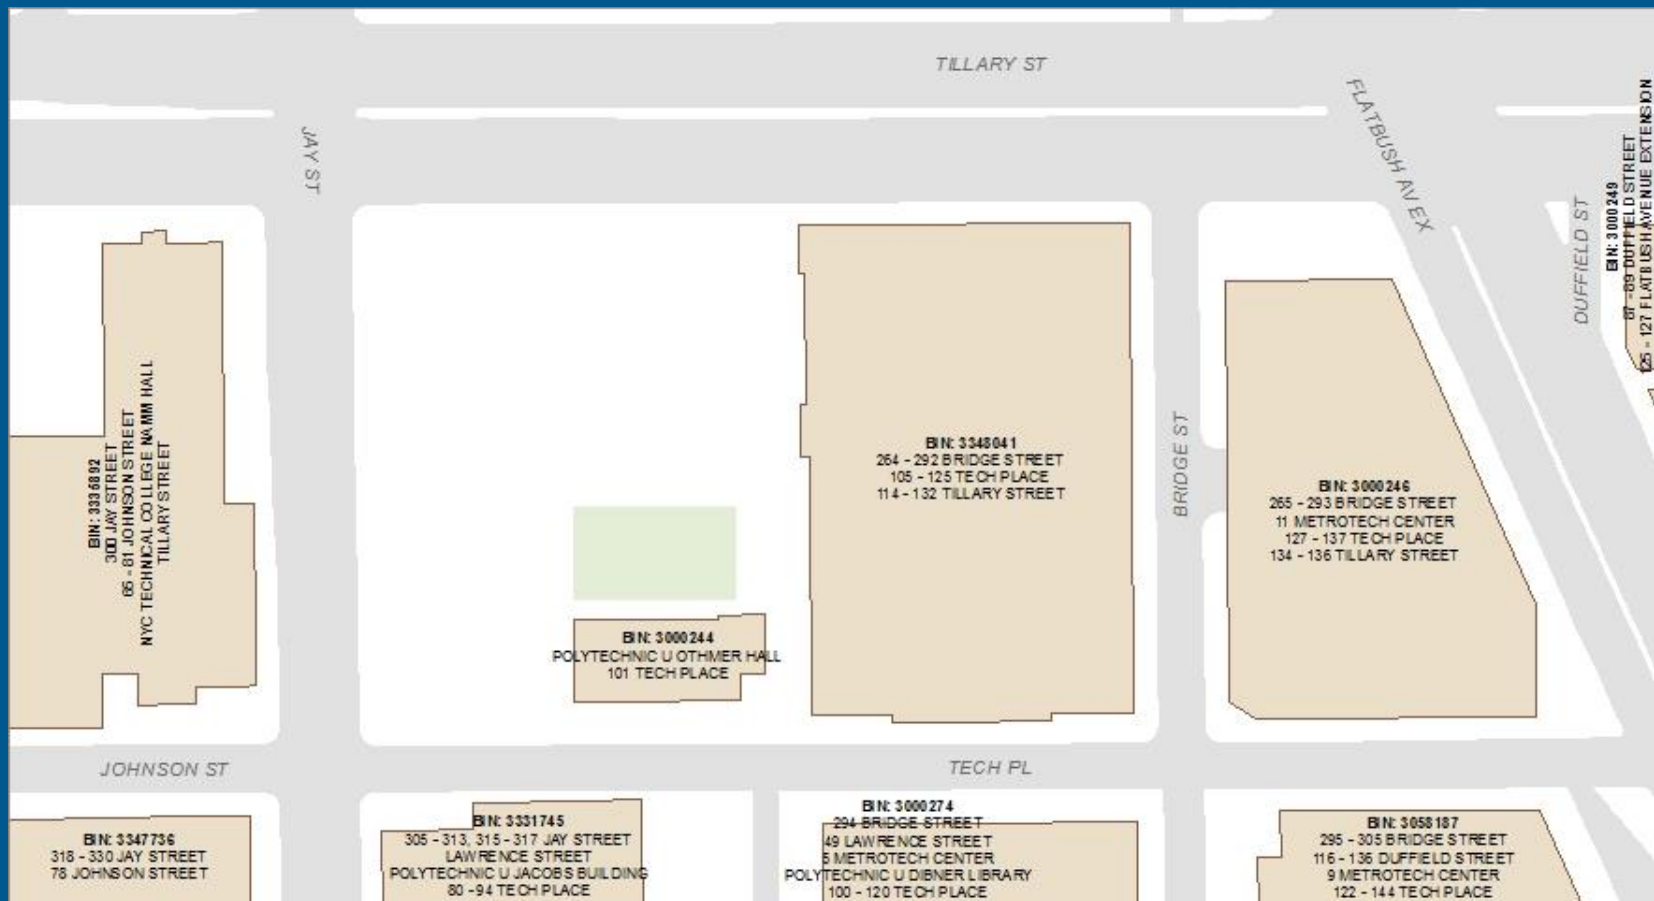 TILLARY ST
JAY ST
FLATBUSH AV EX
DUFFIELD ST
BIN: 3000249
87 - 89 DUFFIELD STREET
125 - 127 FLATBUSH AVENUE EXTENSION
BIN: 3335892
300 JAY STREET
65 - 81 JOHNSON STREET
NYC TECHNICAL COLLEGE NAMM HALL
TILLARY STREET
BIN: 3348041
264 - 292 BRIDGE STREET
105 - 125 TECH PLACE
114 - 132 TILLARY STREET
BRIDGE ST
BIN: 3000246
265 - 293 BRIDGE STREET
11 METROTECH CENTER
127 - 137 TECH PLACE
134 - 136 TILLARY STREET
BIN: 3000244
POLYTECHNIC U OTHMER HALL
101 TECH PLACE
JOHNSON ST
TECH PL
BIN: 3347736
318 - 330 JAY STREET
78 JOHNSON STREET
BIN: 3331745
305 - 313, 315 - 317 JAY STREET
LAWRENCE STREET
POLYTECHNIC U JACOBS BUILDING
80 - 94 TECH PLACE
BIN: 3000274
294 BRIDGE STREET
49 LAWRENCE STREET
5 METROTECH CENTER
POLYTECHNIC U DIBNER LIBRARY
100 - 120 TECH PLACE
BIN: 3058187
295 - 305 BRIDGE STREET
116 - 136 DUFFIELD STREET
9 METROTECH CENTER
122 - 144 TECH PLACE